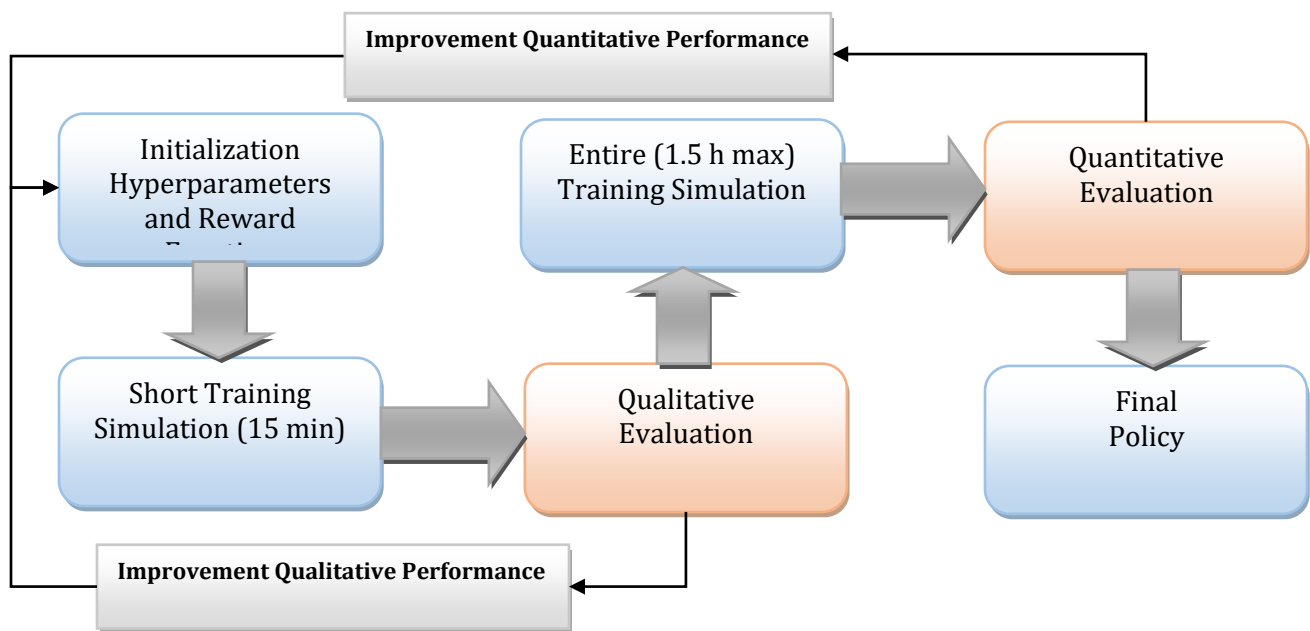 Improvement Quantitative Performance
Initialization
Hyperparameters
and Reward
Entire (1.5 h max)
Training Simulation
Quantitative
Evaluation
Short Training
Simulation (15 min)
Qualitative
Evaluation
Final
Policy
Improvement Qualitative Performance